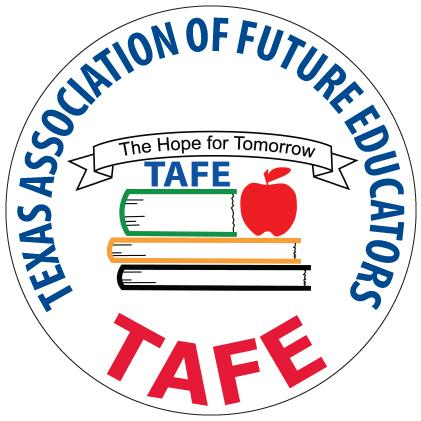 TEXAS ASSOCIATION OF FUTURE EDUCATORS
The Hope for Tomorrow
TAFE
TAFE